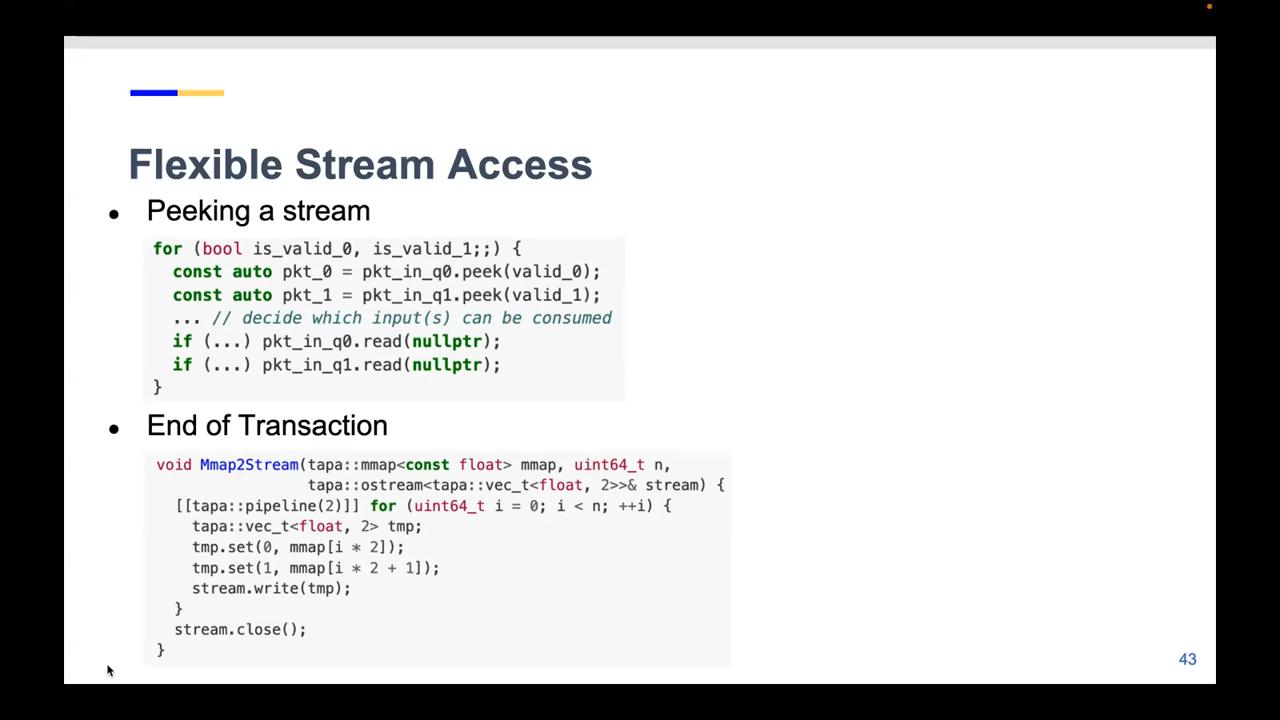 Flexible Stream Access
● Peeking a stream
for (bool is_valid_0, is_valid_1;;) {
  const auto pkt_0 = pkt_in_q0.peek(valid_0);
  const auto pkt_1 = pkt_in_q1.peek(valid_1);
  ... // decide which input(s) can be consumed
  if (...) pkt_in_q0.read(nullptr);
  if (...) pkt_in_q1.read(nullptr);
}
● End of Transaction
void Mmap2Stream(tapa::mmap<const float> mmap, uint64_t n,
                 tapa::ostream<tapa::vec_t<float, 2>>& stream) {
  [[tapa::pipeline(2)]] for (uint64_t i = 0; i < n; ++i) {
    tapa::vec_t<float, 2> tmp;
    tmp.set(0, mmap[i * 2]);
    tmp.set(1, mmap[i * 2 + 1]);
    stream.write(tmp);
  }
  stream.close();
}
43